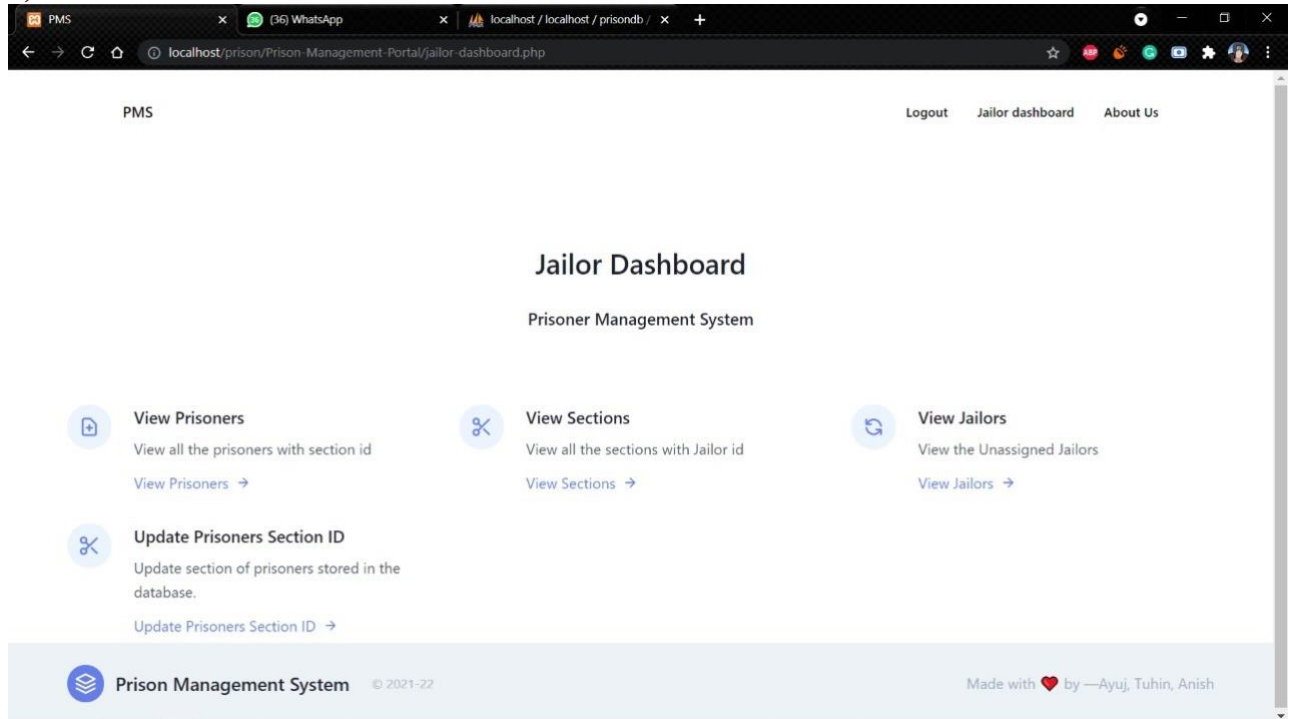 PMS
(36) WhatsApp
localhost / localhost / prisondb /
localhost/prison/Prison-Management-Portal/jailor-dashboard.php
ABP
G
PMS
Logout Jailor dashboard About Us
Jailor Dashboard
Prisoner Management System
View Prisoners
View all the prisoners with section id
View Prisoners →
View Sections
View all the sections with Jailor id
View Sections →
View Jailors
View the Unassigned Jailors
View Jailors →
Update Prisoners Section ID
Update section of prisoners stored in the
database.
Update Prisoners Section ID →
Prison Management System © 2021-22
Made with ❤ by —Ayuj, Tuhin, Anish